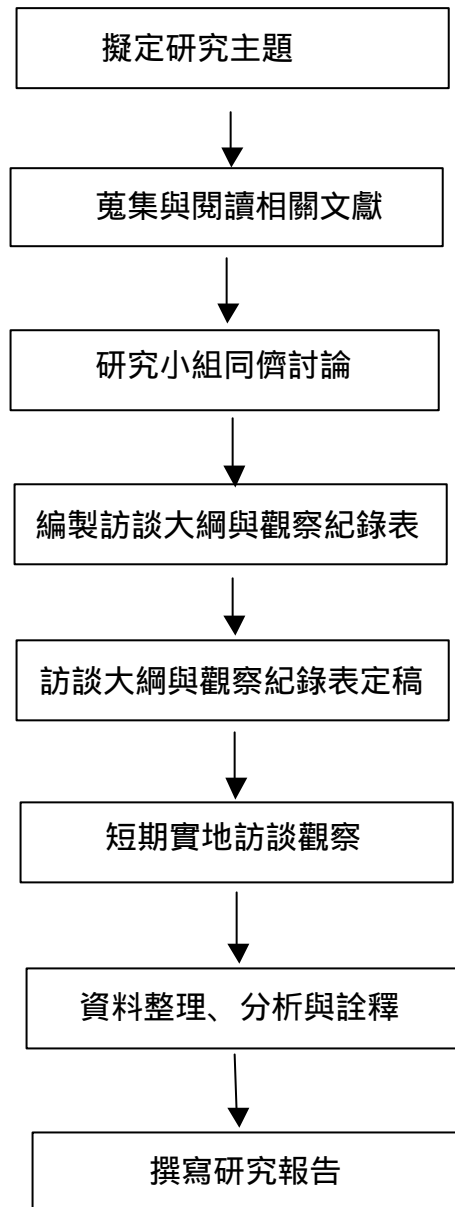 擬定研究主題
蒐集與閱讀相關文獻
研究小組同儕討論
編製訪談大綱與觀察紀錄表
訪談大綱與觀察紀錄表定稿
短期實地訪談觀察
資料整理、分析與詮釋
撰寫研究報告